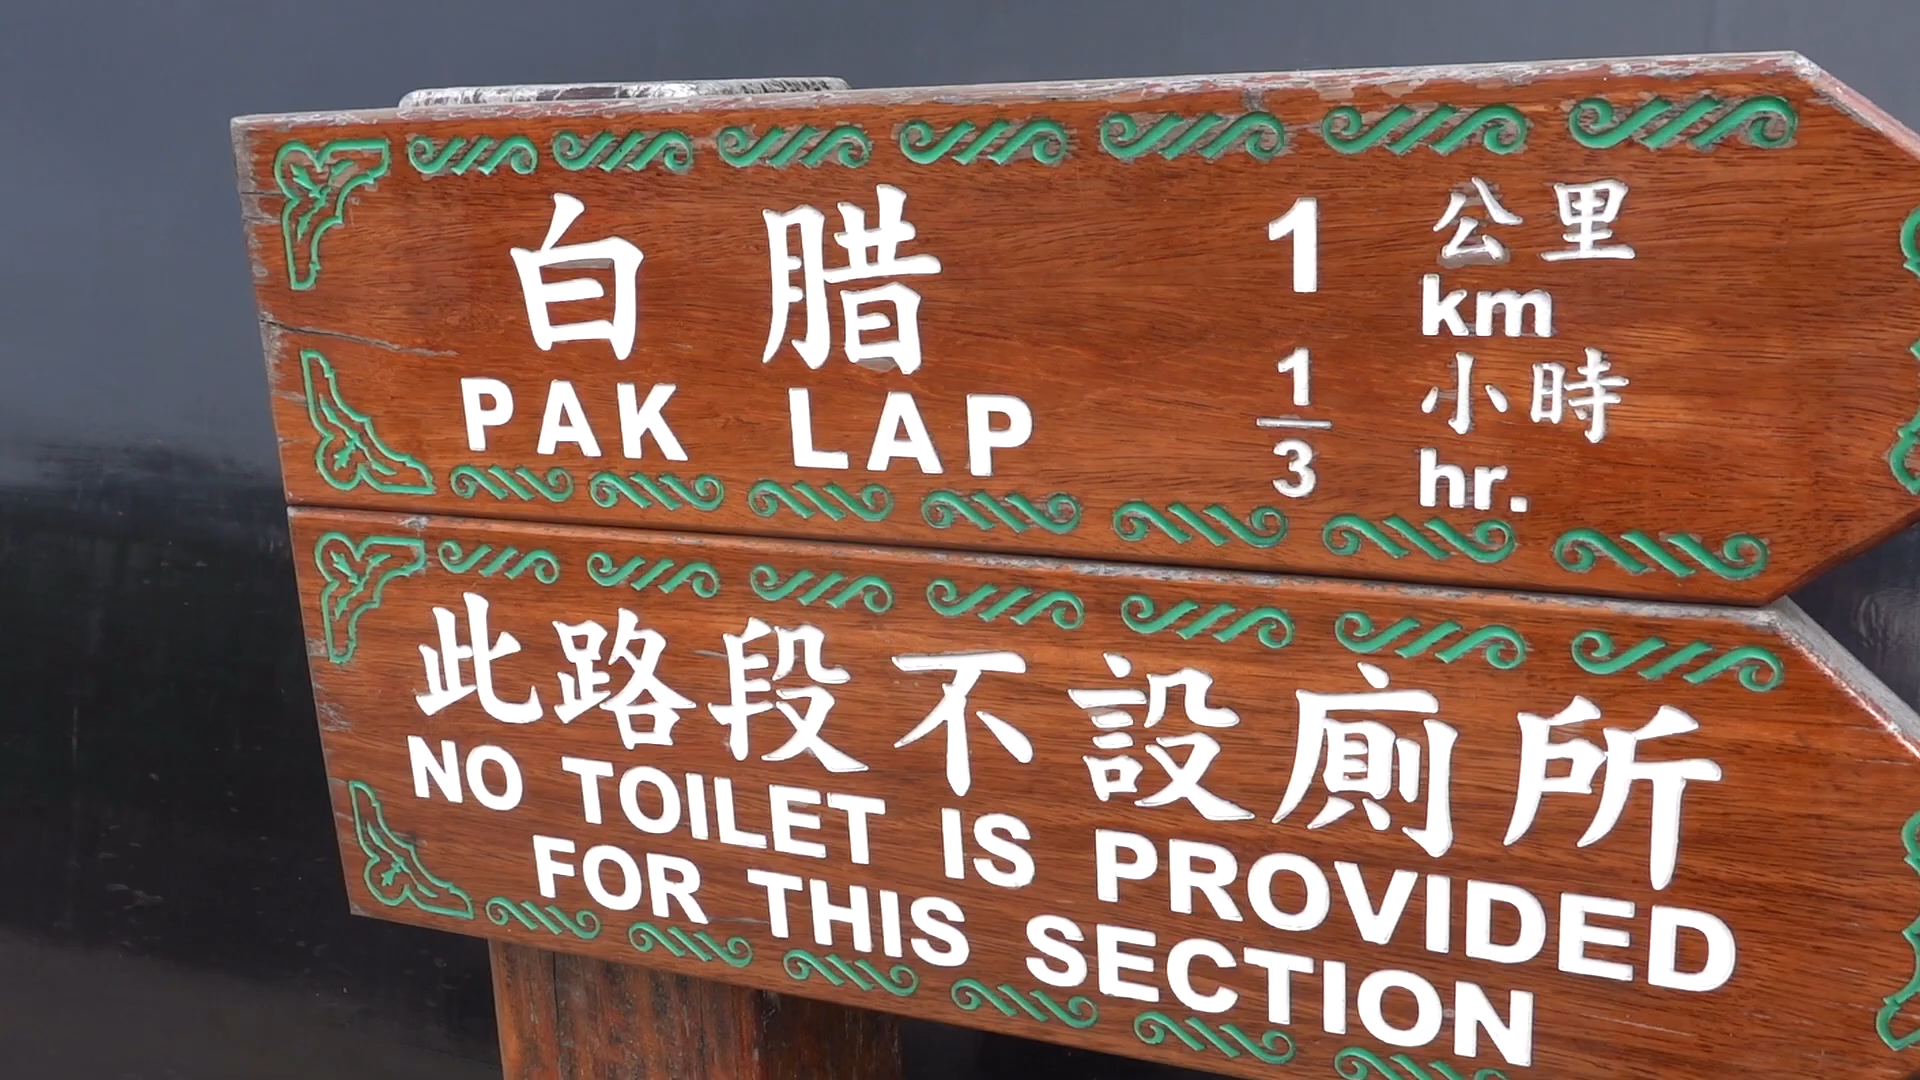 白腊 1 公里
PAK LAP km
1/3 小時
hr.
此路段不設廁所
NO TOILET IS PROVIDED
FOR THIS SECTION